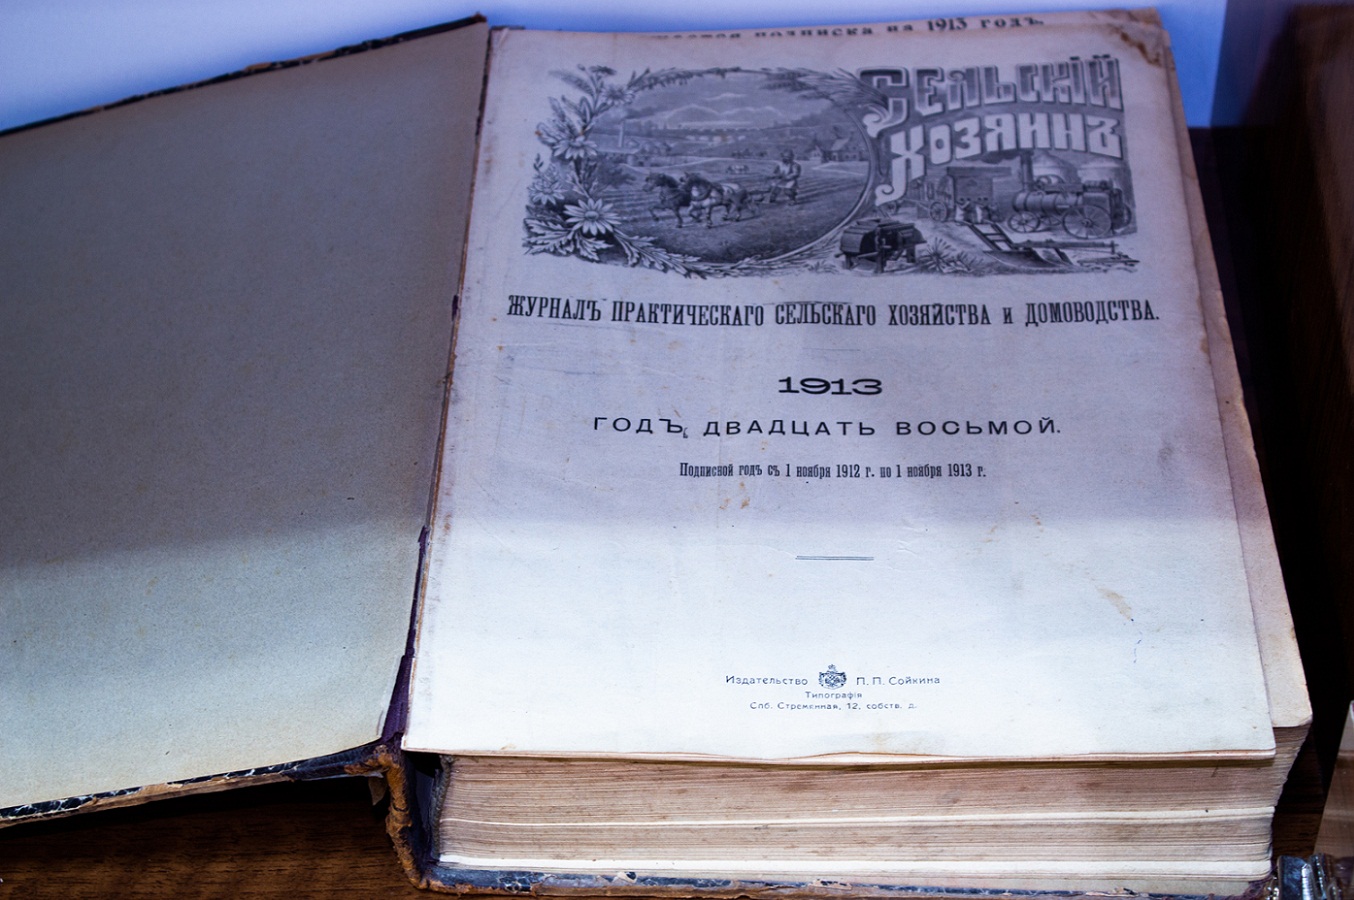 подписка на 1913 годъ.
Сельскій
Хозяинъ
ЖУРНАЛЪ ПРАКТИЧЕСКАГО СЕЛЬСКАГО ХОЗЯЙСТВА И ДОМОВОДСТВА.
1913
ГОДЪ ДВАДЦАТЬ ВОСЬМОЙ.
Подписной годъ съ 1 ноября 1912 г. по 1 ноября 1913 г.
Издательство П. П. Сойкина
Типографія
Спб. Стремянная, 12, собств. д.